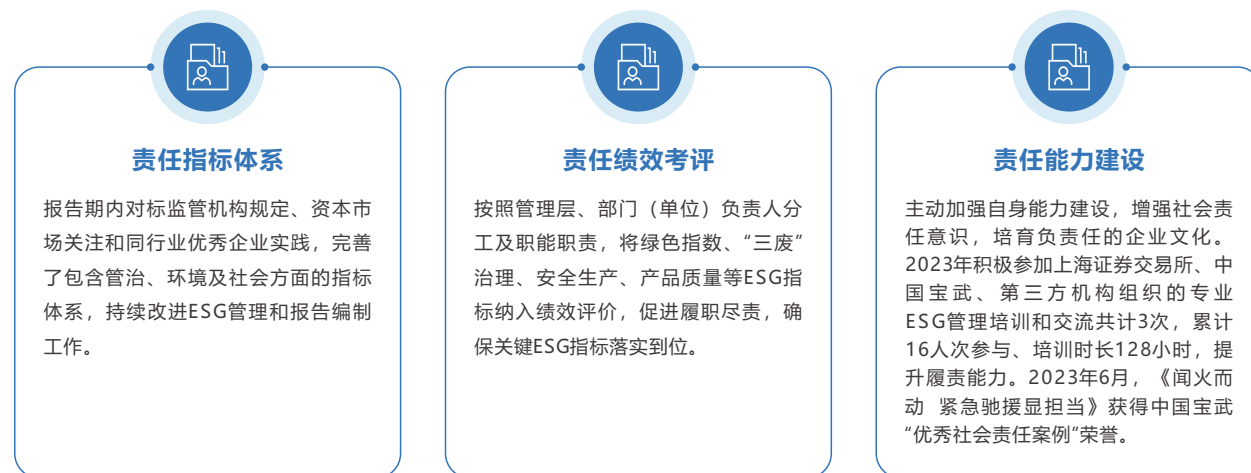 责任指标体系
报告期内对标监管机构规定、资本市
场关注和同行业优秀企业实践，完善
了包含管治、环境及社会方面的指标
体系，持续改进ESG管理和报告编制
工作。
责任绩效考评
按照管理层、部门（单位）负责人分
工及职能职责，将绿色指数、“三废”
治理、安全生产、产品质量等ESG指
标纳入绩效评价，促进履职尽责，确
保关键ESG指标落实到位。
责任能力建设
主动加强自身能力建设，增强社会责
任意识，培育负责任的企业文化。
2023年积极参加上海证券交易所、中
国宝武、第三方机构组织的专业
ESG管理培训和交流共计3次，累计
16人次参与、培训时长128小时，提
升履责能力。2023年6月，《闻火而
动 紧急驰援显担当》获得中国宝武
“优秀社会责任案例”荣誉。